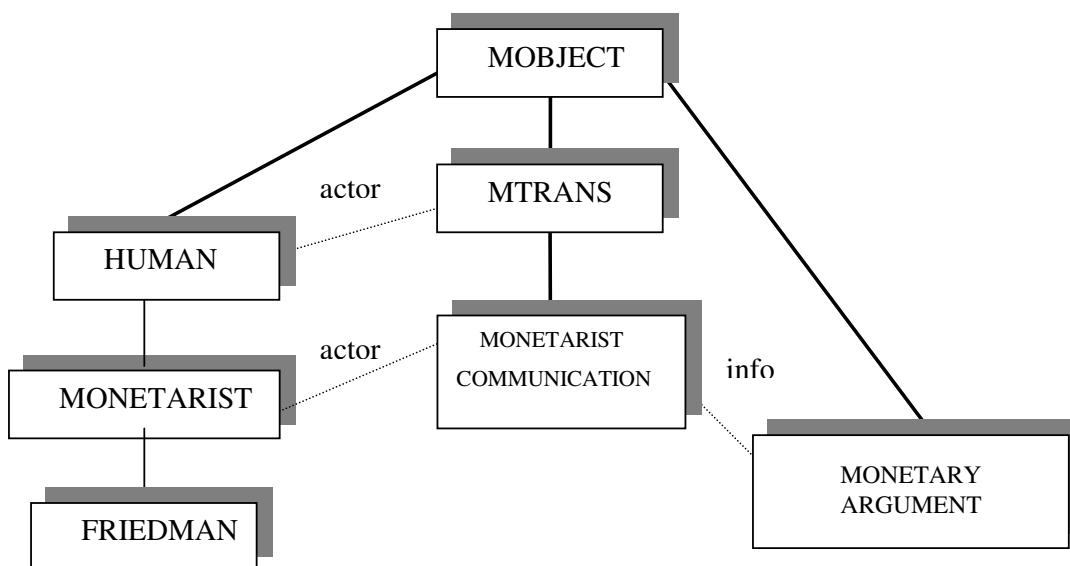 MOBJECT
actor
MTRANS
HUMAN
actor
MONETARIST
COMMUNICATION
info
MONETARIST
MONETARY
ARGUMENT
FRIEDMAN